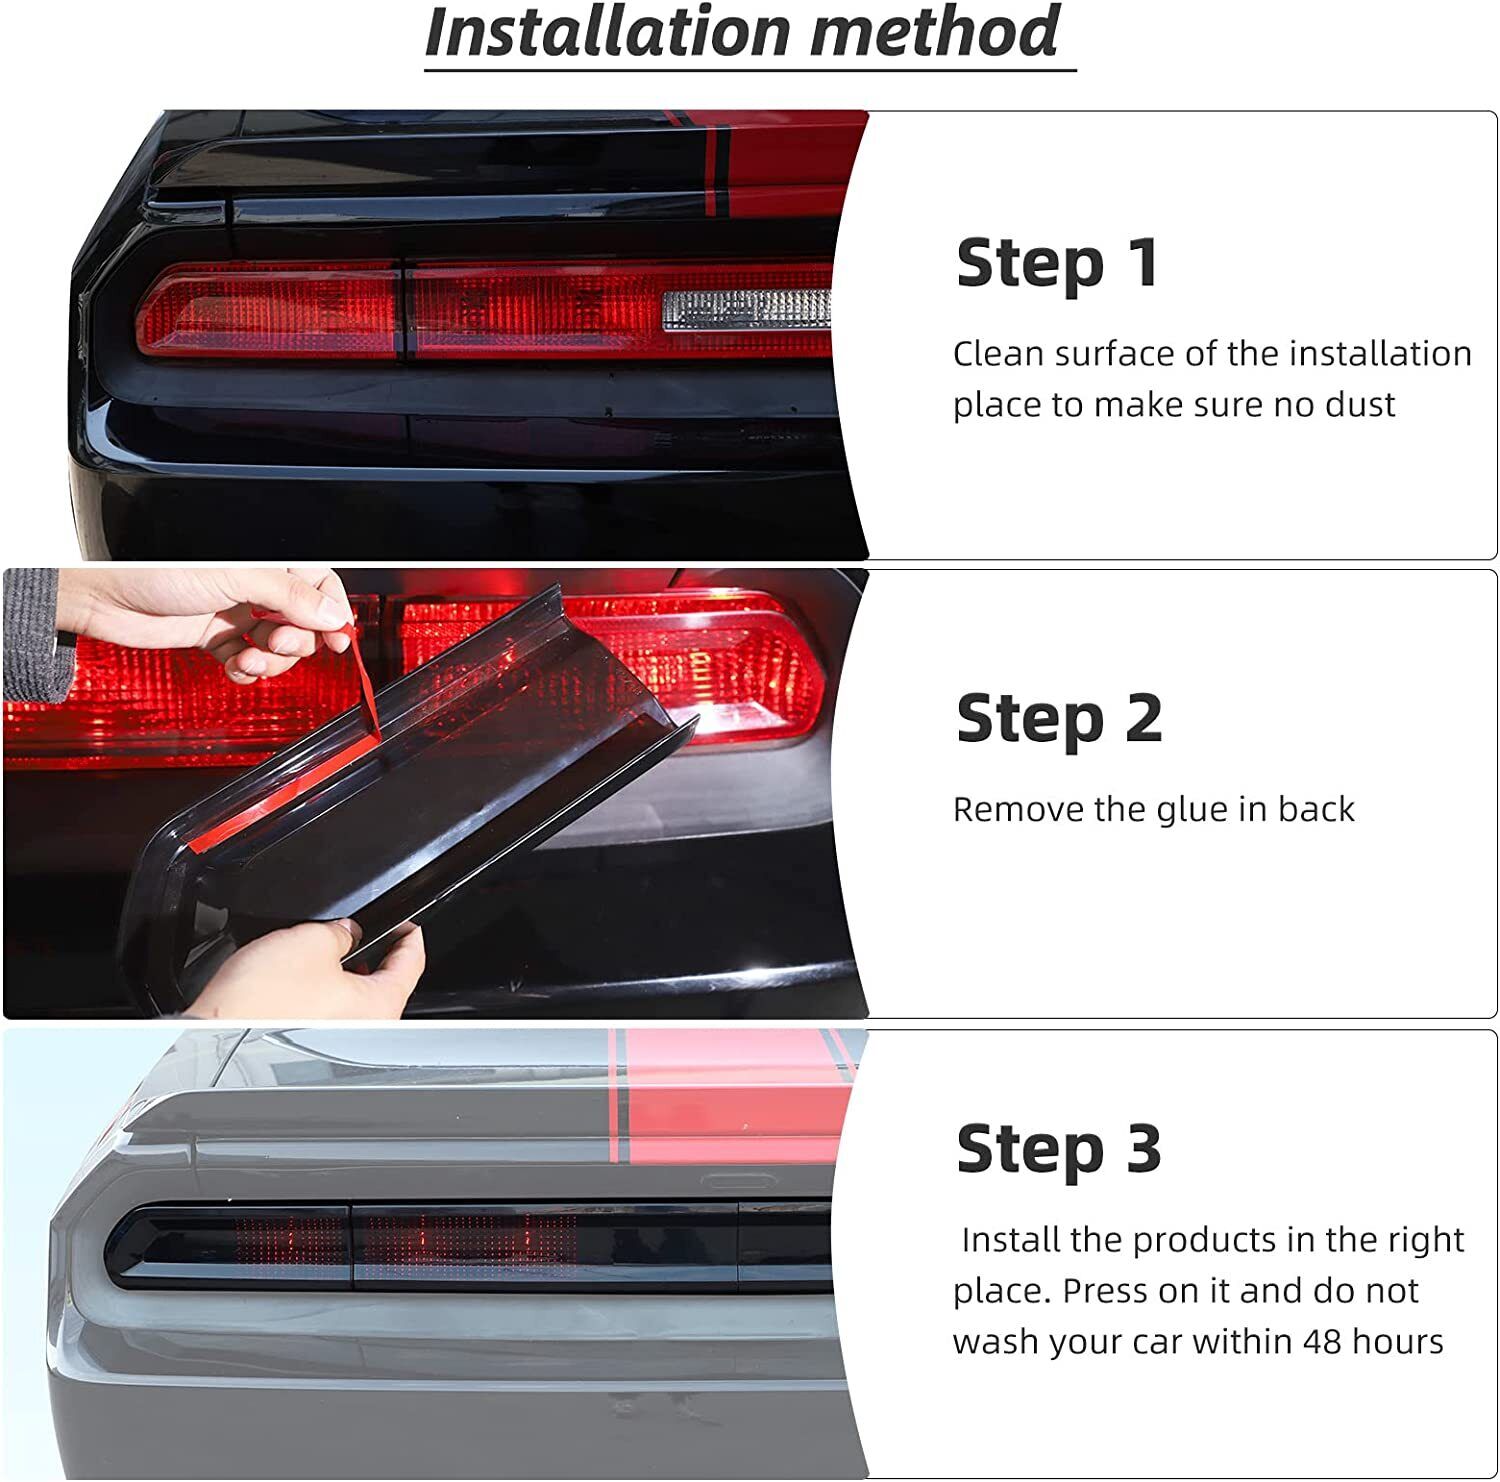 Installation method
Step 1
Clean surface of the installation
place to make sure no dust
Step 2
Remove the glue in back
Step 3
Install the products in the right
place. Press on it and do not
wash your car within 48 hours